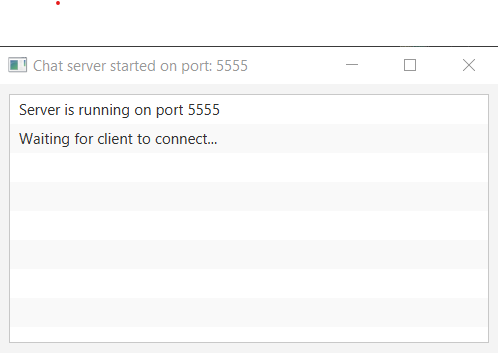 Chat server started on port: 5555
Server is running on port 5555
Waiting for client to connect...